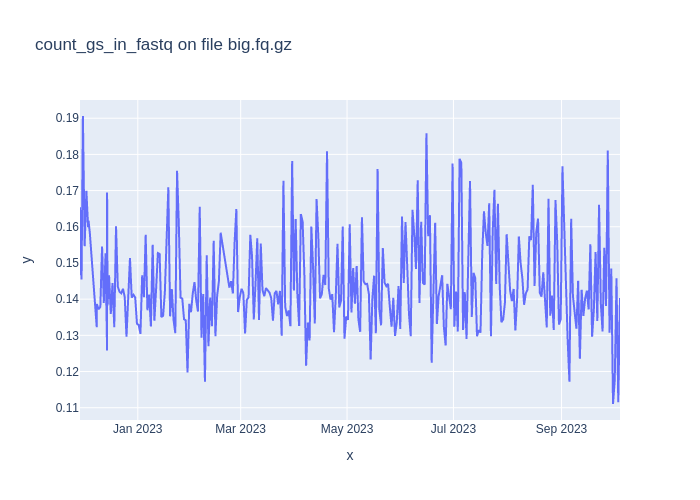 count_gs_in_fastq on file big.fq.gz
0.19
0.18
0.17
0.16
0.15
0.14
0.13
0.12
0.11
y
Jan 2023
Mar 2023
May 2023
Jul 2023
Sep 2023
x